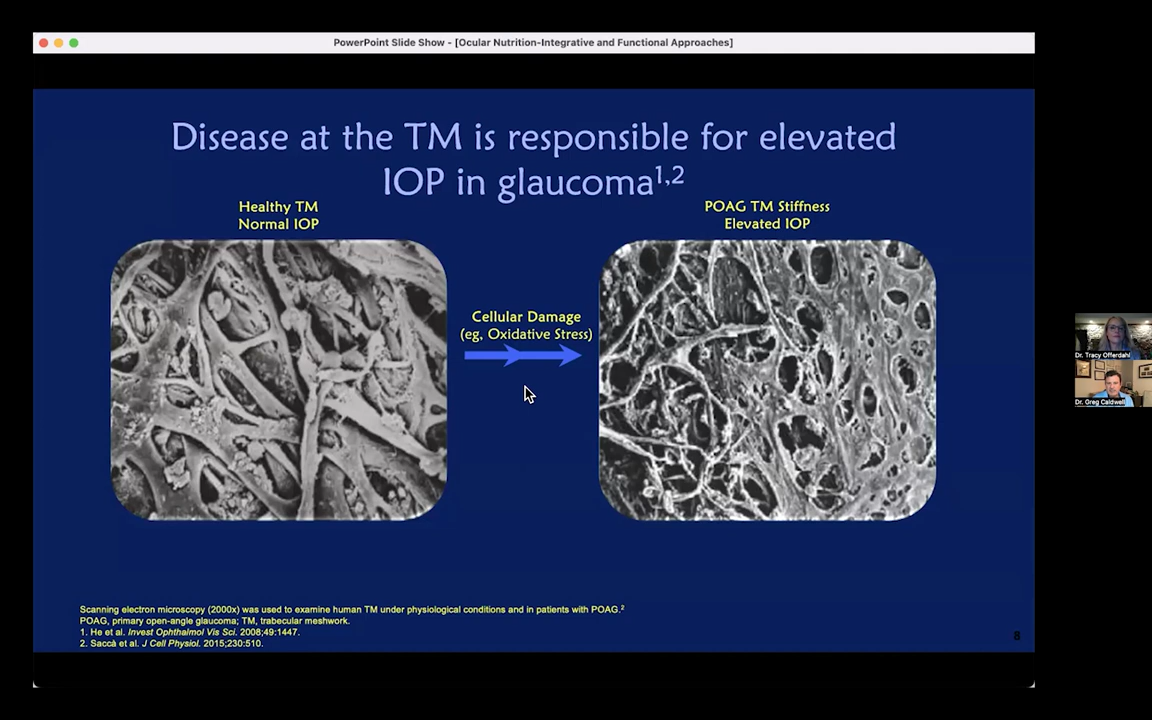 PowerPoint Slide Show - [Ocular Nutrition-Integrative and Functional Approaches]
Disease at the TM is responsible for elevated
IOP in glaucoma1,2
Healthy TM
Normal IOP
POAG TM Stiffness
Elevated IOP
Cellular Damage
(eg, Oxidative Stress)
Scanning electron microscopy (2000x) was used to examine human TM under physiological conditions and in patients with POAG.2
POAG, primary open-angle glaucoma; TM, trabecular meshwork.
1. He et al. Invest Ophthalmol Vis Sci. 2008;49:1447.
2. Saccà et al. J Cell Physiol. 2015;230:510.
8
Dr. Tracy Offerdahl
Dr. Greg Caldwell